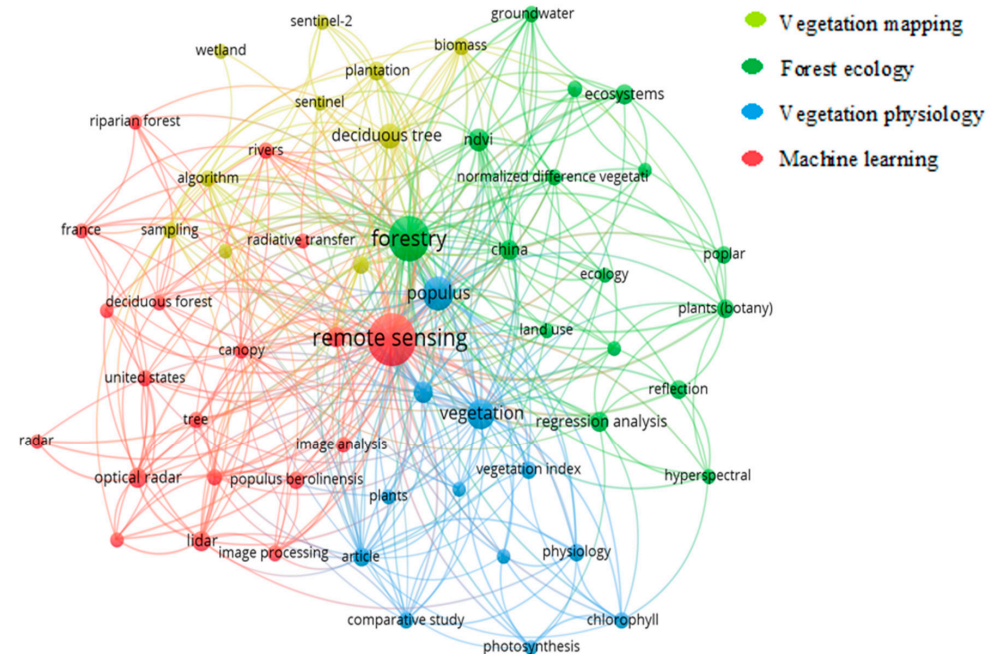 groundwater
sentinel-2
Vegetation mapping
wetland
biomass
plantation
Forest ecology
ecosystems
sentinel
Vegetation physiology
riparian forest
deciduous tree
ndvi
rivers
Machine learning
algorithm
normalized difference vegetati
france
sampling
radiative transfer
forestry
china
poplar
ecology
populus
deciduous forest
plants (botany)
land use
remote sensing
canopy
united states
reflection
vegetation
tree
regression analysis
radar
image analysis
vegetation index
optical radar
populus berolinensis
hyperspectral
plants
lidar
image processing
article
physiology
comparative study
chlorophyll
photosynthesis